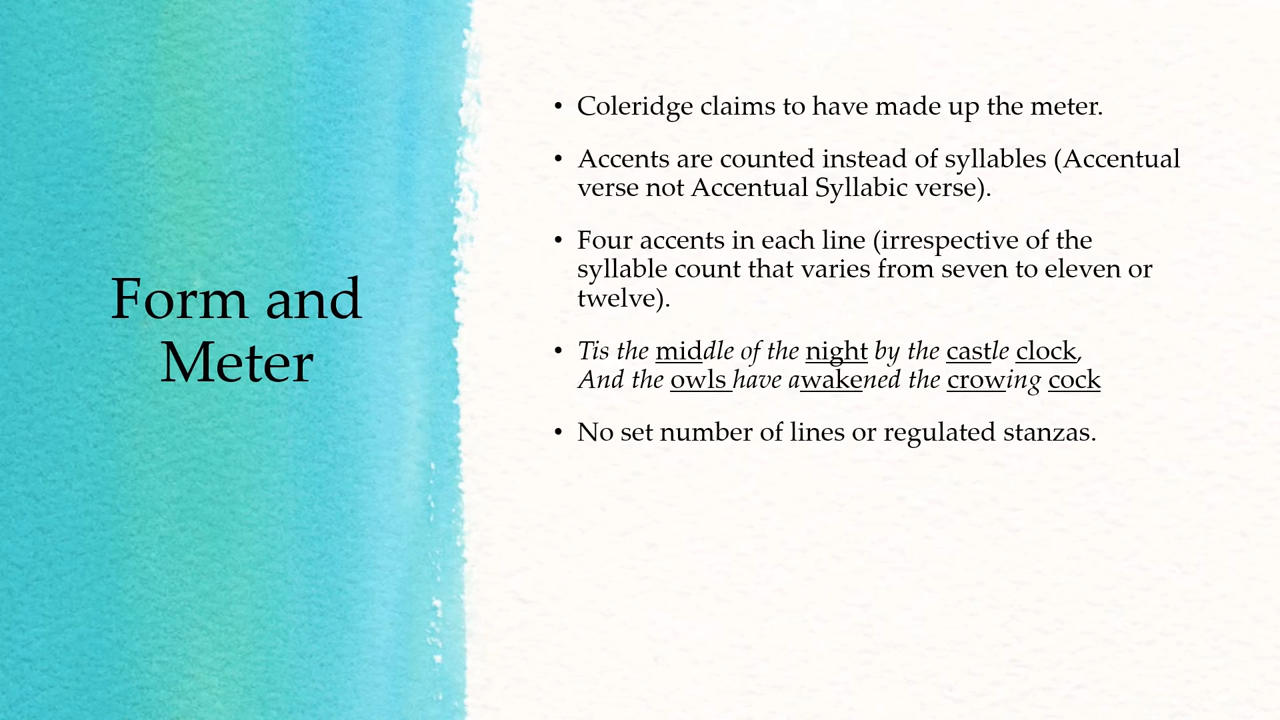 Form and
Meter
• Coleridge claims to have made up the meter.
• Accents are counted instead of syllables (Accentual
verse not Accentual Syllabic verse).
• Four accents in each line (irrespective of the
syllable count that varies from seven to eleven or
twelve).
• Tis the middle of the night by the castle clock,
And the owls have awakened the crowing cock
• No set number of lines or regulated stanzas.